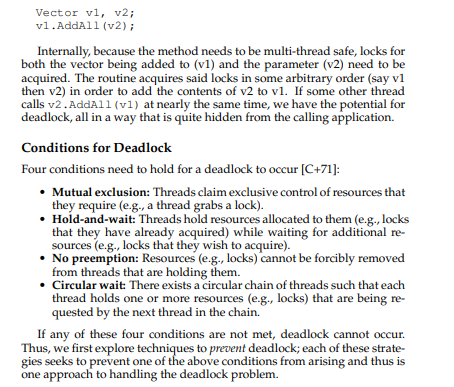 Vector v1, v2;
v1.AddAll(v2);
Internally, because the method needs to be multi-thread safe, locks for
both the vector being added to (v1) and the parameter (v2) need to be
acquired. The routine acquires said locks in some arbitrary order (say v1
then v2) in order to add the contents of v2 to v1. If some other thread
calls v2.AddAll(v1) at nearly the same time, we have the potential for
deadlock, all in a way that is quite hidden from the calling application.
Conditions for Deadlock
Four conditions need to hold for a deadlock to occur [C+71]:
• Mutual exclusion: Threads claim exclusive control of resources that
they require (e.g., a thread grabs a lock).
• Hold-and-wait: Threads hold resources allocated to them (e.g., locks
that they have already acquired) while waiting for additional re-
sources (e.g., locks that they wish to acquire).
• No preemption: Resources (e.g., locks) cannot be forcibly removed
from threads that are holding them.
• Circular wait: There exists a circular chain of threads such that each
thread holds one or more resources (e.g., locks) that are being re-
quested by the next thread in the chain.
If any of these four conditions are not met, deadlock cannot occur.
Thus, we first explore techniques to prevent deadlock; each of these strate-
gies seeks to prevent one of the above conditions from arising and thus is
one approach to handling the deadlock problem.